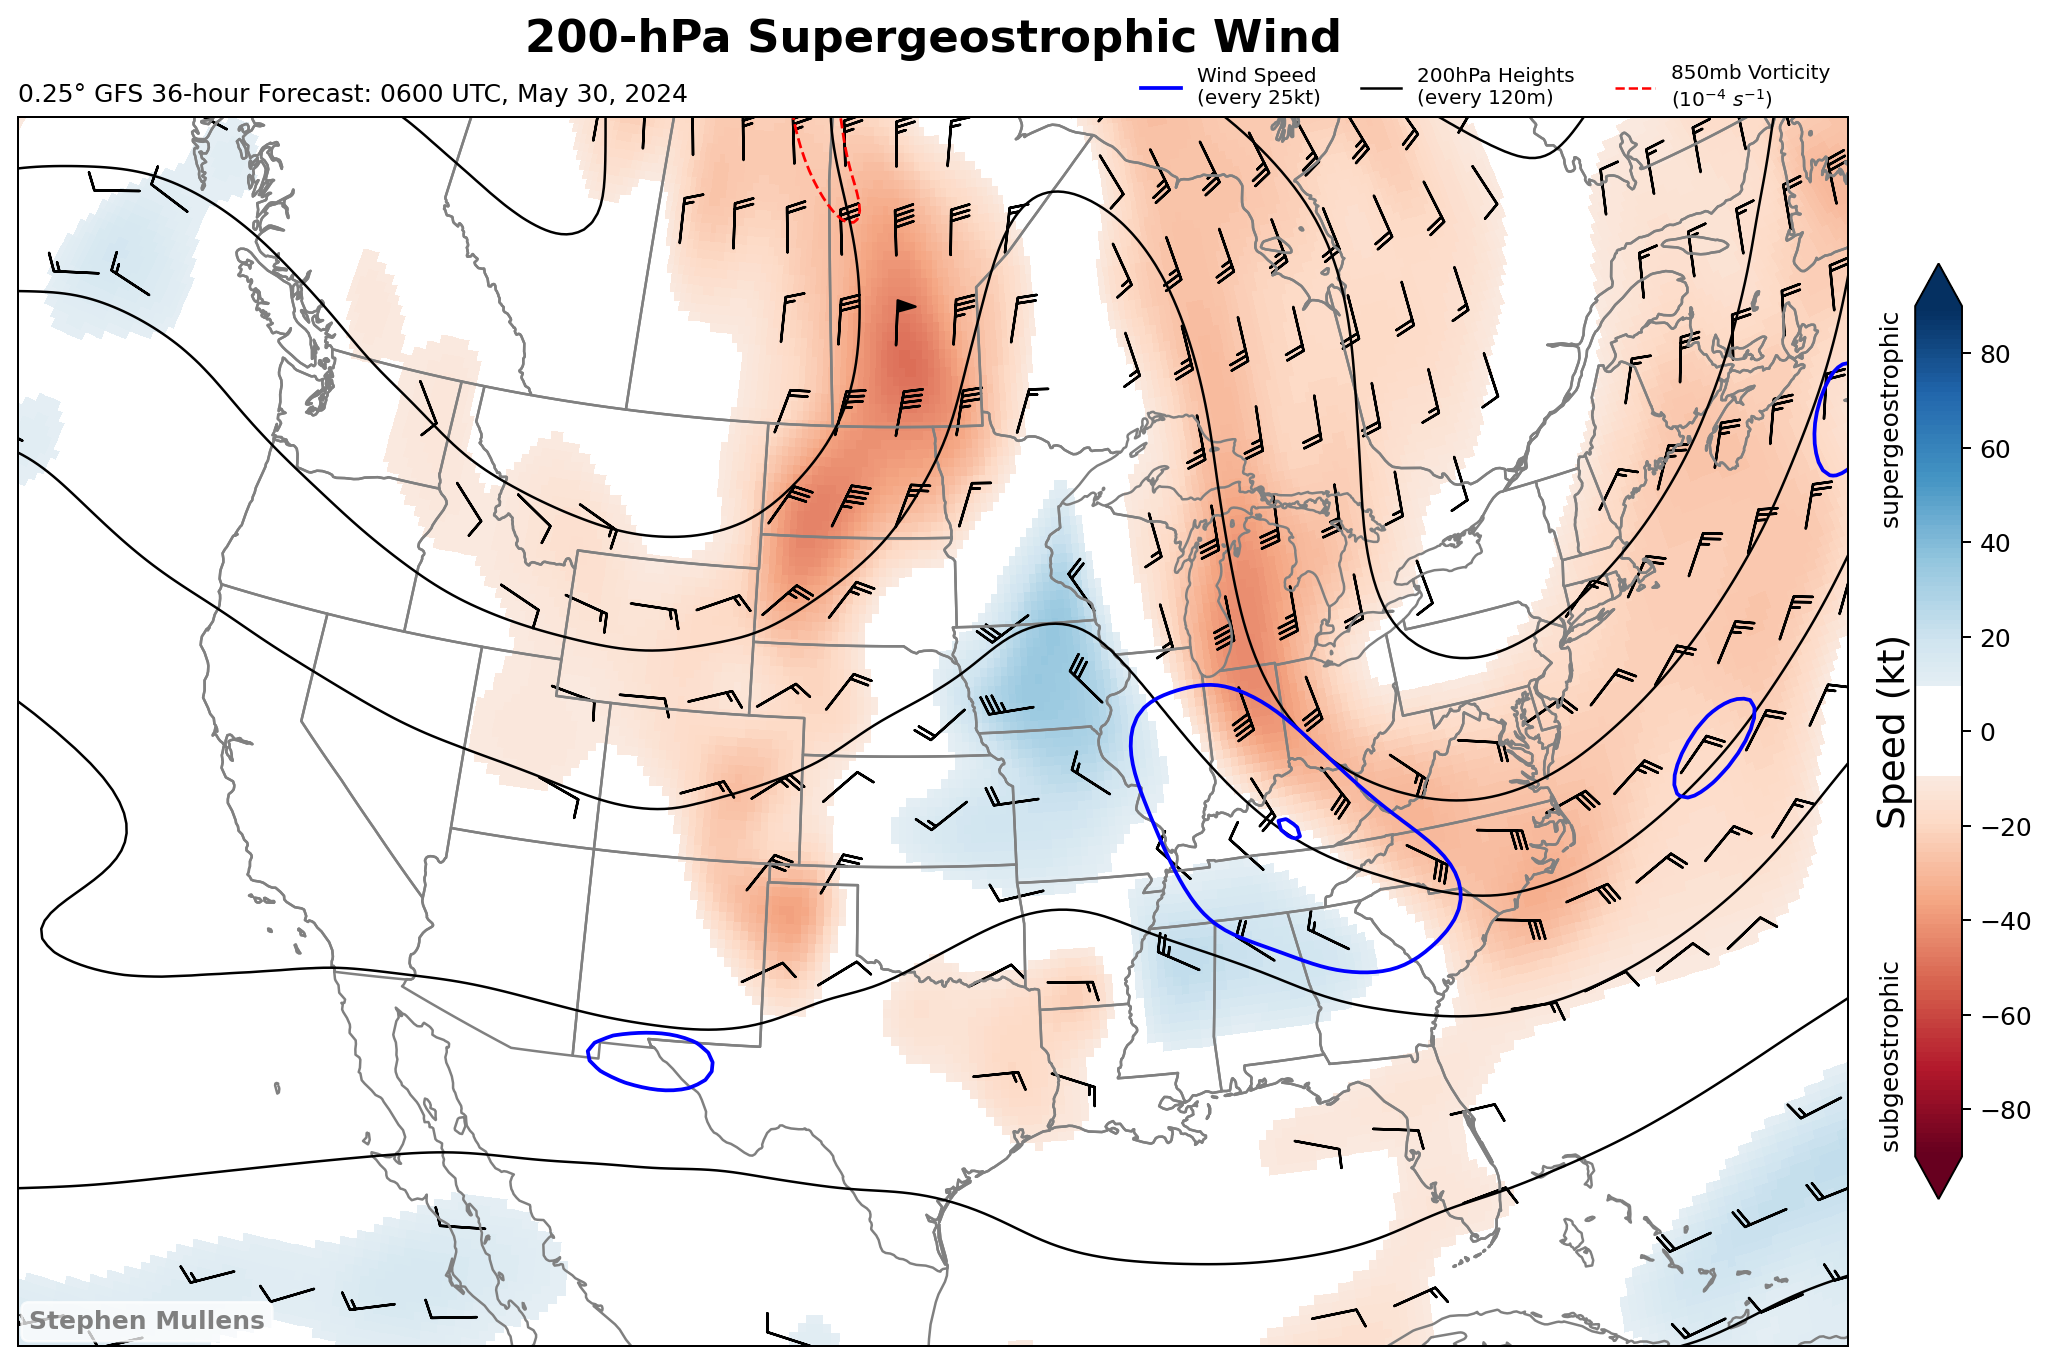 200-hPa Supergeostrophic Wind
0.25° GFS 36-hour Forecast: 0600 UTC, May 30, 2024
Wind Speed
(every 25kt)
200hPa Heights
(every 120m)
850mb Vorticity
(10⁻⁴ s⁻¹)
supergeostrophic
Speed (kt)
subgeostrophic
80
60
40
20
0
−20
−40
−60
−80
Stephen Mullens